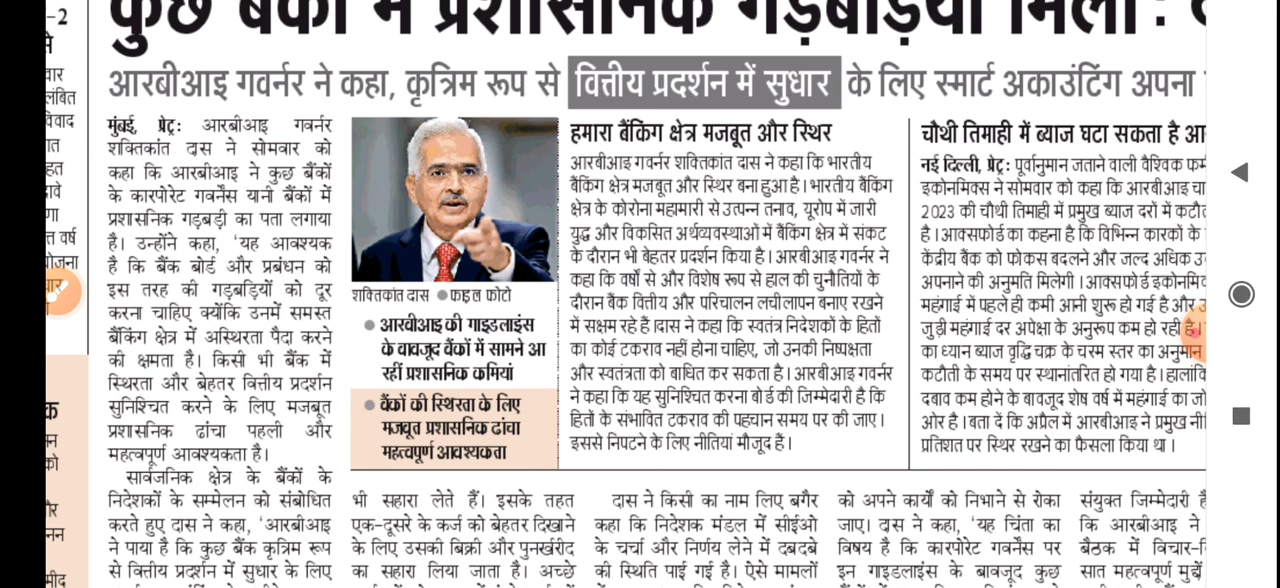 कुछ बैंकों में प्रशासनिक गड़बड़ियां मिलीं:
आरबीआइ गवर्नर ने कहा, कृत्रिम रूप से वित्तीय प्रदर्शन में सुधार के लिए स्मार्ट अकाउंटिंग अपना
-2
वार
लंबित
विवाद
वर्ष
मुंबई, प्रेट्र: आरबीआइ गवर्नर
शक्तिकांत दास ने सोमवार को
कहा कि आरबीआइ ने कुछ बैंकों
के कारपोरेट गवर्नेंस यानी बैंकों में
प्रशासनिक गड़बड़ी का पता लगाया
है। उन्होंने कहा, 'यह आवश्यक
है कि बैंक बोर्ड और प्रबंधन को
इस तरह की गड़बड़ियों को दूर
करना चाहिए क्योंकि उनमें समस्त
बैंकिंग क्षेत्र में अस्थिरता पैदा करने
की क्षमता है। किसी भी बैंक में
स्थिरता और बेहतर वित्तीय प्रदर्शन
सुनिश्चित करने के लिए मजबूत
प्रशासनिक ढांचा पहली और
महत्वपूर्ण आवश्यकता है।
सार्वजनिक क्षेत्र के बैंकों के
निदेशकों के सम्मेलन को संबोधित
करते हुए दास ने कहा, 'आरबीआइ
ने पाया है कि कुछ बैंक कृत्रिम रूप
से वित्तीय प्रदर्शन में सुधार के लिए
शक्तिकांत दास ● फाइल फोटो
● आरबीआइ की गाइडलाइंस
के बावजूद बैंकों में सामने आ
रहीं प्रशासनिक कमियां
● बैंकों की स्थिरता के लिए
मजबूत प्रशासनिक ढांचा
महत्वपूर्ण आवश्यकता
हमारा बैंकिंग क्षेत्र मजबूत और स्थिर
आरबीआइ गवर्नर शक्तिकांत दास ने कहा कि भारतीय
बैंकिंग क्षेत्र मजबूत और स्थिर बना हुआ है। भारतीय बैंकिंग
क्षेत्र के कोरोना महामारी से उत्पन्न तनाव, यूरोप में जारी
युद्ध और विकसित अर्थव्यवस्थाओं में बैंकिंग क्षेत्र में संकट
के दौरान भी बेहतर प्रदर्शन किया है। आरबीआइ गवर्नर ने
कहा कि वर्षों से और विशेष रूप से हाल की चुनौतियों के
दौरान बैंक वित्तीय और परिचालन लचीलापन बनाए रखने
में सक्षम रहे हैं।दास ने कहा कि स्वतंत्र निदेशकों के हितों
का कोई टकराव नहीं होना चाहिए, जो उनकी निष्पक्षता
और स्वतंत्रता को बाधित कर सकता है। आरबीआइ गवर्नर
ने कहा कि यह सुनिश्चित करना बोर्ड की जिम्मेदारी है कि
हितों के संभावित टकराव की पहचान समय पर की जाए।
इससे निपटने के लिए नीतियां मौजूद हैं।
चौथी तिमाही में ब्याज घटा सकता है
नई दिल्ली, प्रेट्र: पूर्वानुमान जताने वाली वैश्विक
इकोनमिक्स ने सोमवार को कहा कि आरबीआइ
2023 की चौथी तिमाही में प्रमुख ब्याज दरों में
है। आक्सफोर्ड का कहना है कि विभिन्न कारकों के
केंद्रीय बैंक को फोकस बदलने और जल्द अधिक
अपनाने की अनुमति मिलेगी। आक्सफोर्ड
महंगाई में पहले ही कमी आनी शुरू हो गई है और
जुड़ी महंगाई दर अपेक्षा के अनुरूप कम हो रही है।
का ध्यान ब्याज वृद्धि चक्र के चरम स्तर का अनुमान
कटौती के समय पर स्थानांतरित हो गया है।
दबाव कम होने के बावजूद शेष वर्ष में महंगाई का
ओर है। बता दें कि अप्रैल में आरबीआइ ने प्रमुख
प्रतिशत पर स्थिर रखने का फैसला किया था।
भी सहारा लेते हैं। इसके तहत
एक-दूसरे के कर्ज को बेहतर दिखाने
के लिए उसकी बिक्री और पुनर्खरीद
का सहारा लिया जाता है। अच्छे
दास ने किसी का नाम लिए बगैर
कहा कि निदेशक मंडल में सीईओ
के चर्चा और निर्णय लेने में दबदबे
की स्थिति पाई गई है। ऐसे मामलों
को अपने कार्यों को निभाने से रोका
जाए। दास ने कहा, 'यह चिंता का
विषय है कि कारपोरेट गवर्नेंस पर
इन गाइडलाइंस के बावजूद कुछ
संयुक्त जिम्मेदारी
कि आरबीआइ ने
बैठक में
सात महत्वपूर्ण मुद्दे